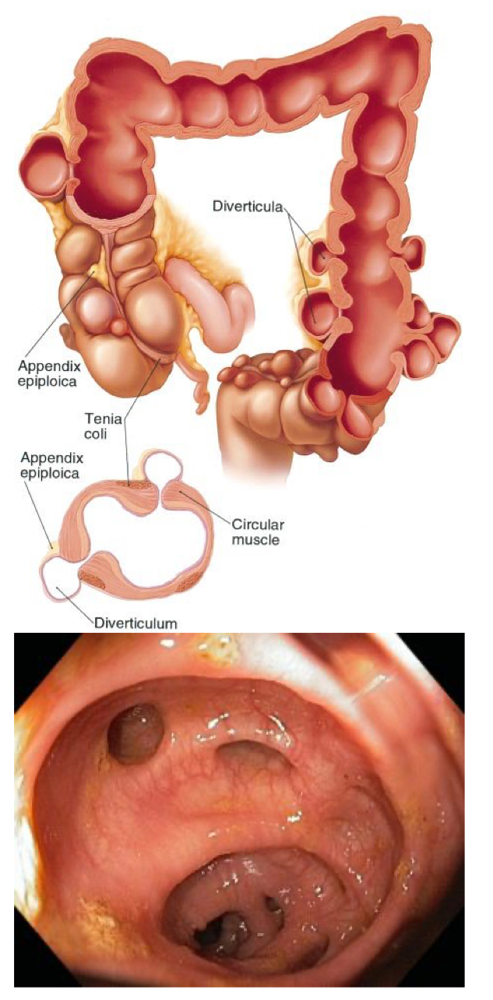 Diverticula
Appendix
epiploica
Tenia
coli
Appendix
epiploica
Circular
muscle
Diverticulum